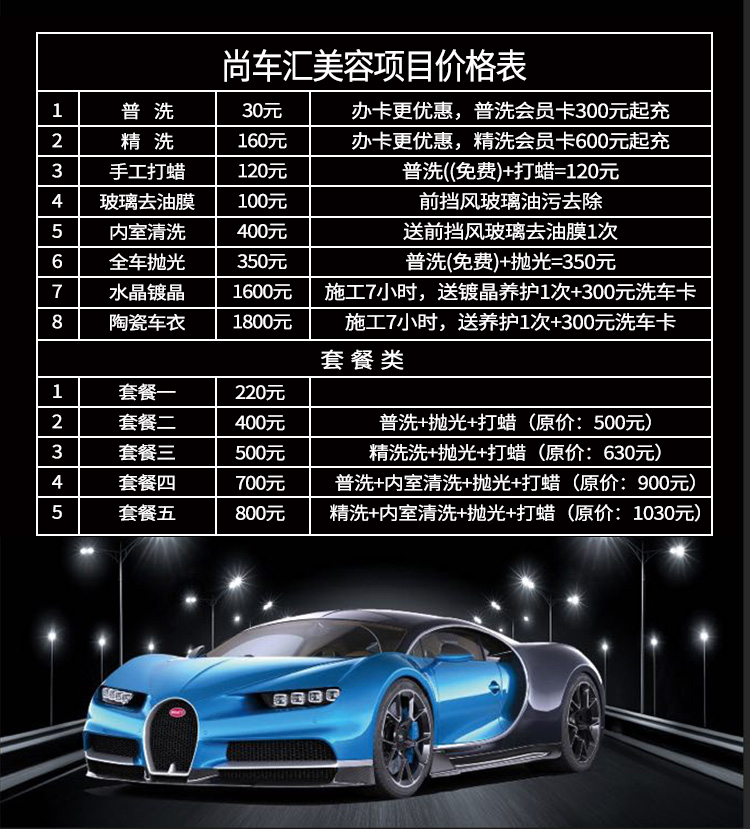 尚车汇美容项目价格表
1 普 洗 30元 办卡更优惠，普洗会员卡300元起充
2 精 洗 160元 办卡更优惠，精洗会员卡600元起充
3 手工打蜡 120元 普洗((免费)+打蜡=120元
4 玻璃去油膜 100元 前挡风玻璃油污去除
5 内室清洗 400元 送前挡风玻璃去油膜1次
6 全车抛光 350元 普洗(免费)+抛光=350元
7 水晶镀晶 1600元 施工7小时，送镀晶养护1次+300元洗车卡
8 陶瓷车衣 1800元 施工7小时，送养护1次+300元洗车卡
套 餐 类
1 套餐一 220元
2 套餐二 400元 普洗+抛光+打蜡（原价：500元）
3 套餐三 500元 精洗洗+抛光+打蜡（原价：630元）
4 套餐四 700元 普洗+内室清洗+抛光+打蜡（原价：900元）
5 套餐五 800元 精洗+内室清洗+抛光+打蜡（原价：1030元）